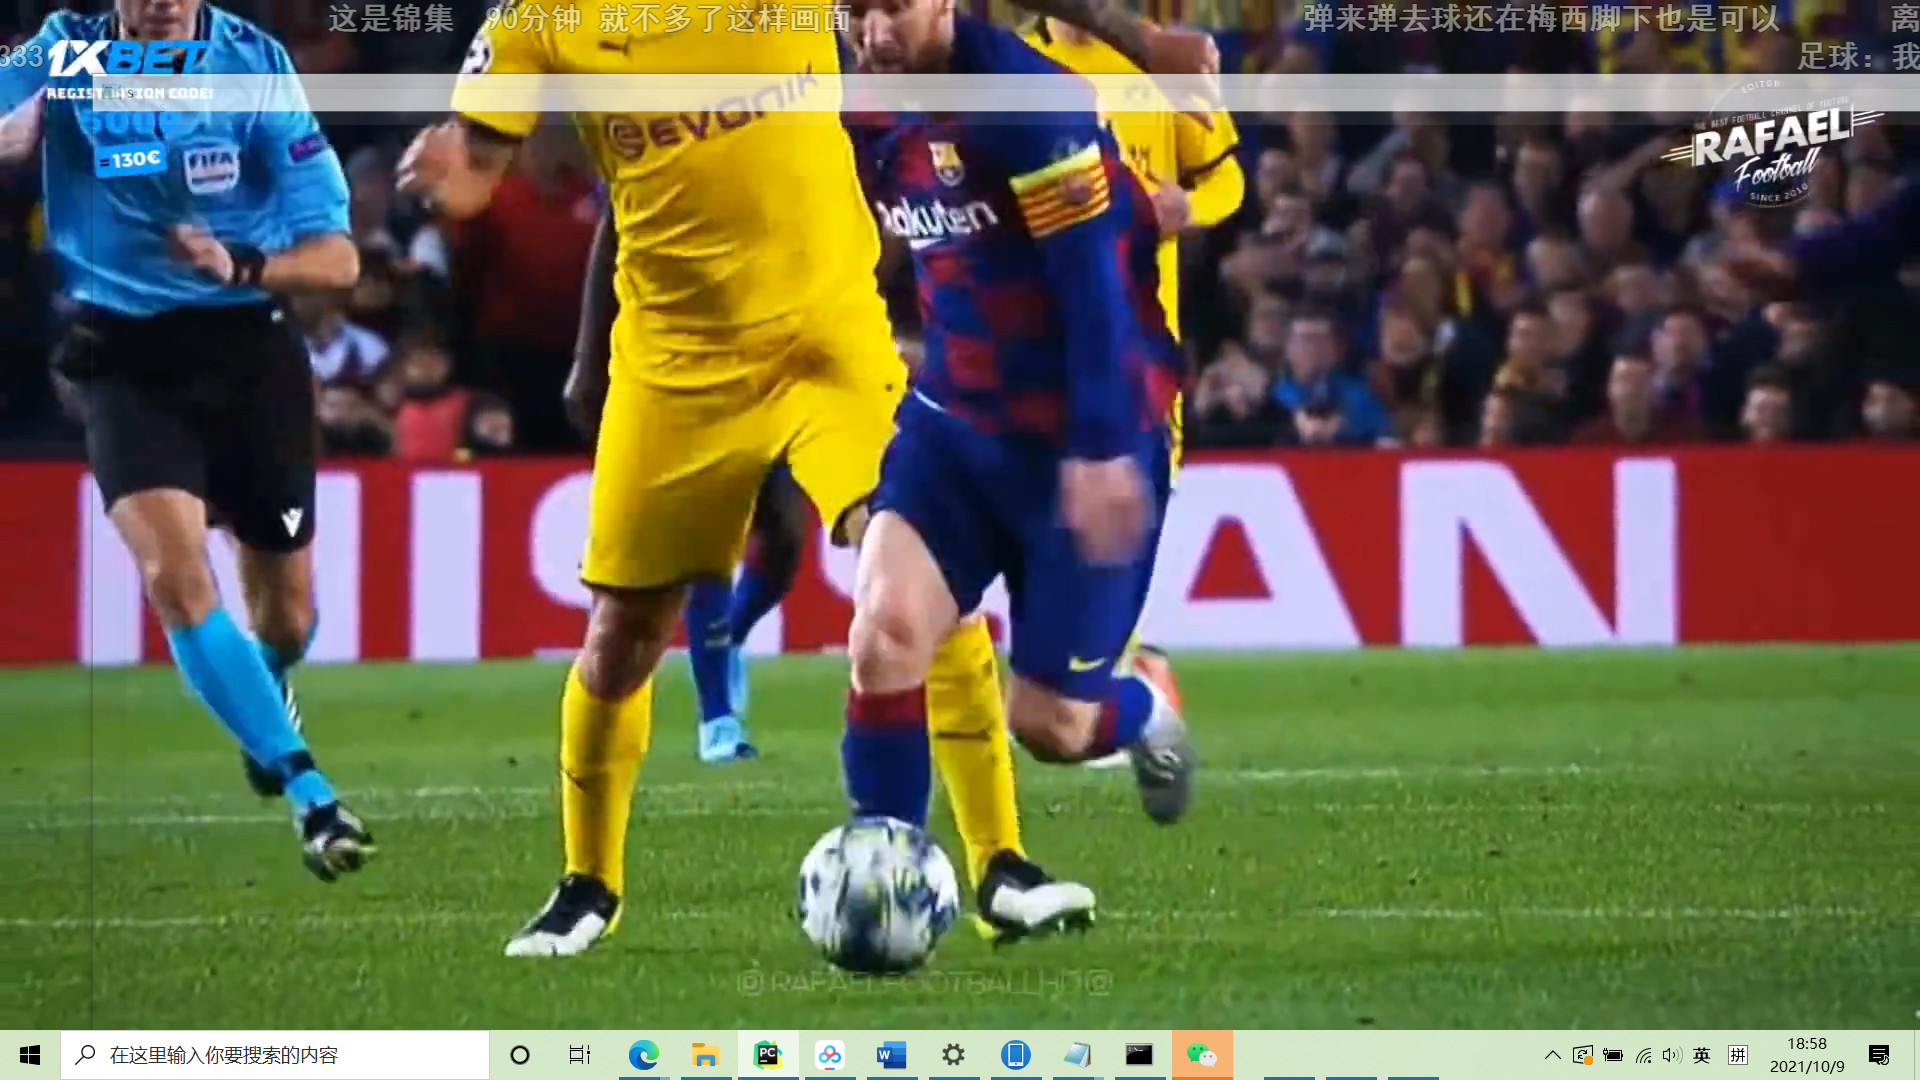 这是锦集 90分钟 就不多了这样画面
弹来弹去球还在梅西脚下也是可以
离
333
足球：我
1XBET
REGISTRATION CODE:
=130€
FIFA
EVONIK
Rakuten
EDITOR
THE BEST FOOTBALL CHANNEL OF YOUTUBE
RAFAEL
Football
SINCE 2010
NISSAN
@RAFAELFOOTBALLHD@
在这里输入你要搜索的内容
PC
W
英
拼
18:58
2021/10/9